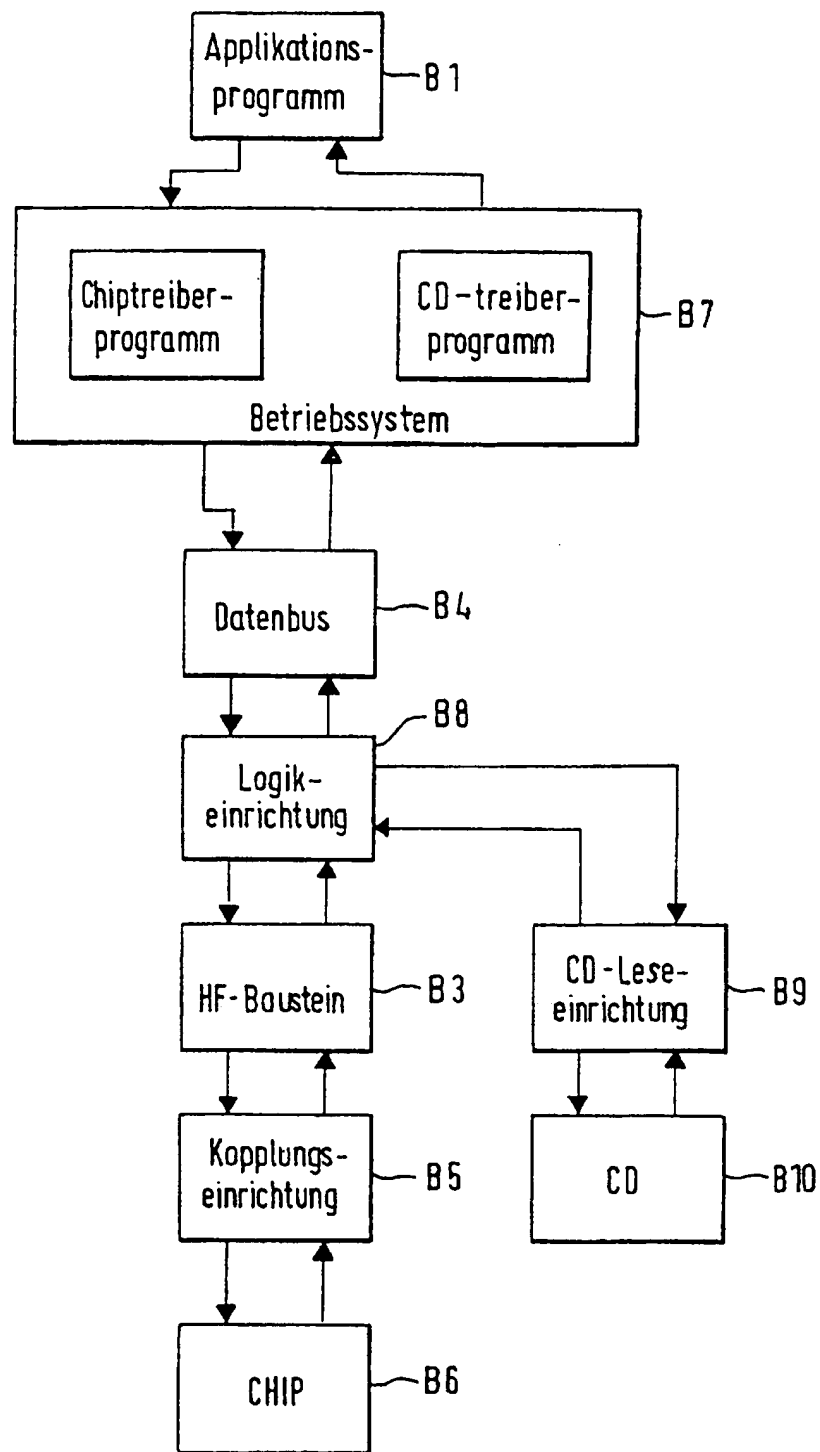 Applikations-
programm
B1
Chiptreiber-
programm
CD-treiber-
programm
B7
Betriebssystem
Datenbus
B4
B8
Logik-
einrichtung
HF-Baustein
B3
CD-Lese-
einrichtung
B9
Kopplungs-
einrichtung
B5
CD
B10
CHIP
B6